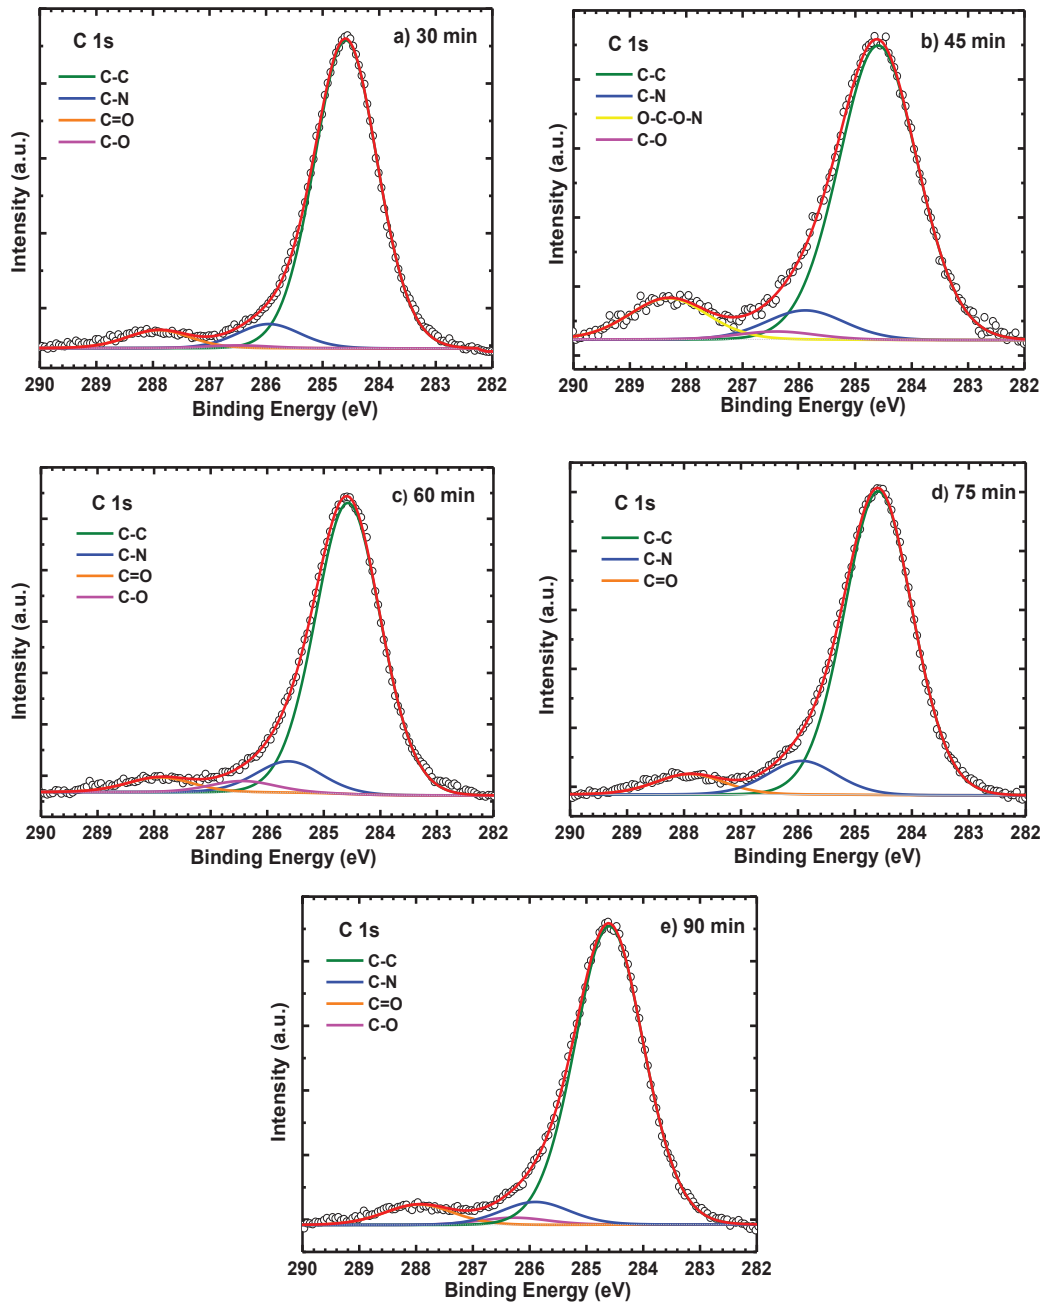 a) 30 min
C 1s
C-C
C-N
C=O
C-O
Intensity (a.u.)
290 289 288 287 286 285 284 283 282
Binding Energy (eV)
b) 45 min
C 1s
C-C
C-N
O-C-O-N
C-O
Intensity (a.u.)
290 289 288 287 286 285 284 283 282
Binding Energy (eV)
c) 60 min
C 1s
C-C
C-N
C=O
C-O
Intensity (a.u.)
290 289 288 287 286 285 284 283 282
Binding Energy (eV)
d) 75 min
C 1s
C-C
C-N
C=O
Intensity (a.u.)
290 289 288 287 286 285 284 283 282
Binding Energy (eV)
e) 90 min
C 1s
C-C
C-N
C=O
C-O
Intensity (a.u.)
290 289 288 287 286 285 284 283 282
Binding Energy (eV)